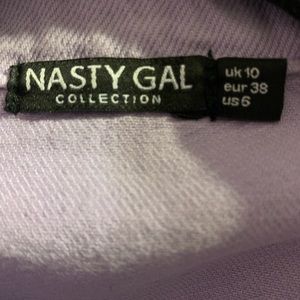 NASTY GAL
COLLECTION
uk 10
eur 38
us 6